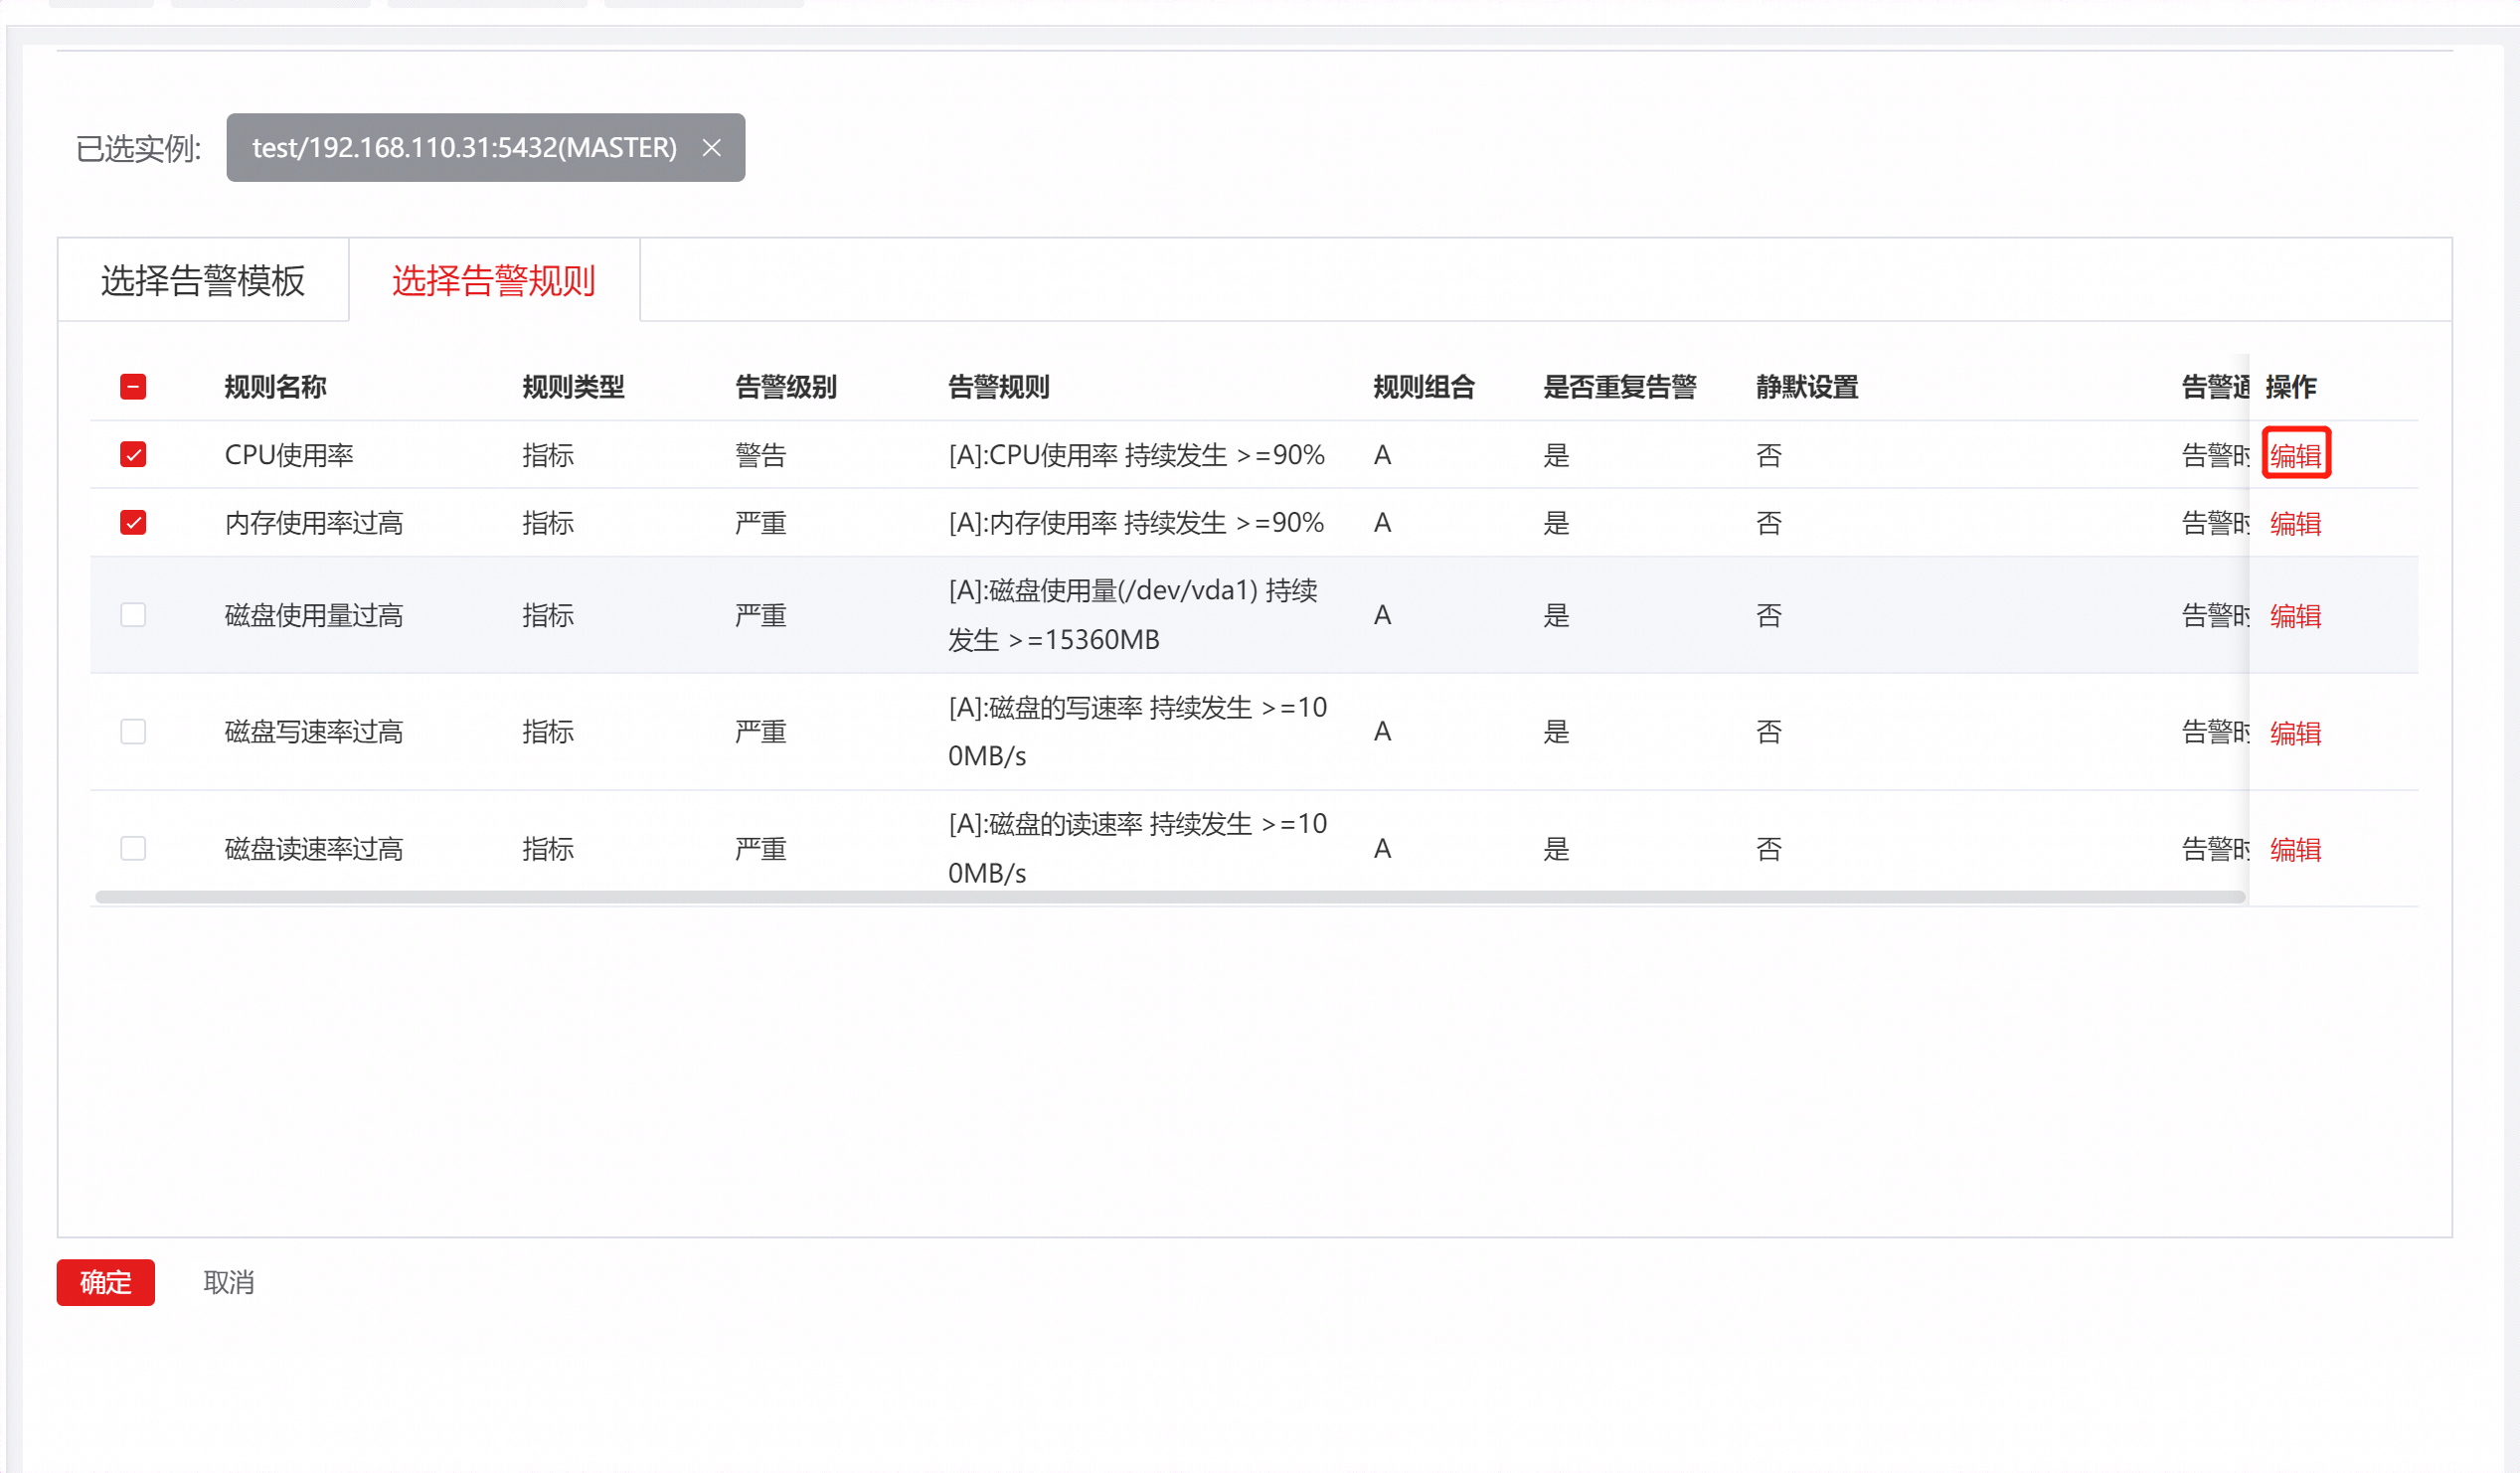 已选实例: test/192.168.110.31:5432(MASTER)
选择告警模板 选择告警规则
规则名称 规则类型 告警级别 告警规则 规则组合 是否重复告警 静默设置 告警通 操作
CPU使用率 指标 警告 [A]:CPU使用率 持续发生 >=90% A 是 否 告警时 编辑
内存使用率过高 指标 严重 [A]:内存使用率 持续发生 >=90% A 是 否 告警时 编辑
磁盘使用量过高 指标 严重 [A]:磁盘使用量(/dev/vda1) 持续
发生 >=15360MB A 是 否 告警时 编辑
磁盘写速率过高 指标 严重 [A]:磁盘的写速率 持续发生 >=10
0MB/s A 是 否 告警时 编辑
磁盘读速率过高 指标 严重 [A]:磁盘的读速率 持续发生 >=10
0MB/s A 是 否 告警时 编辑
确定 取消